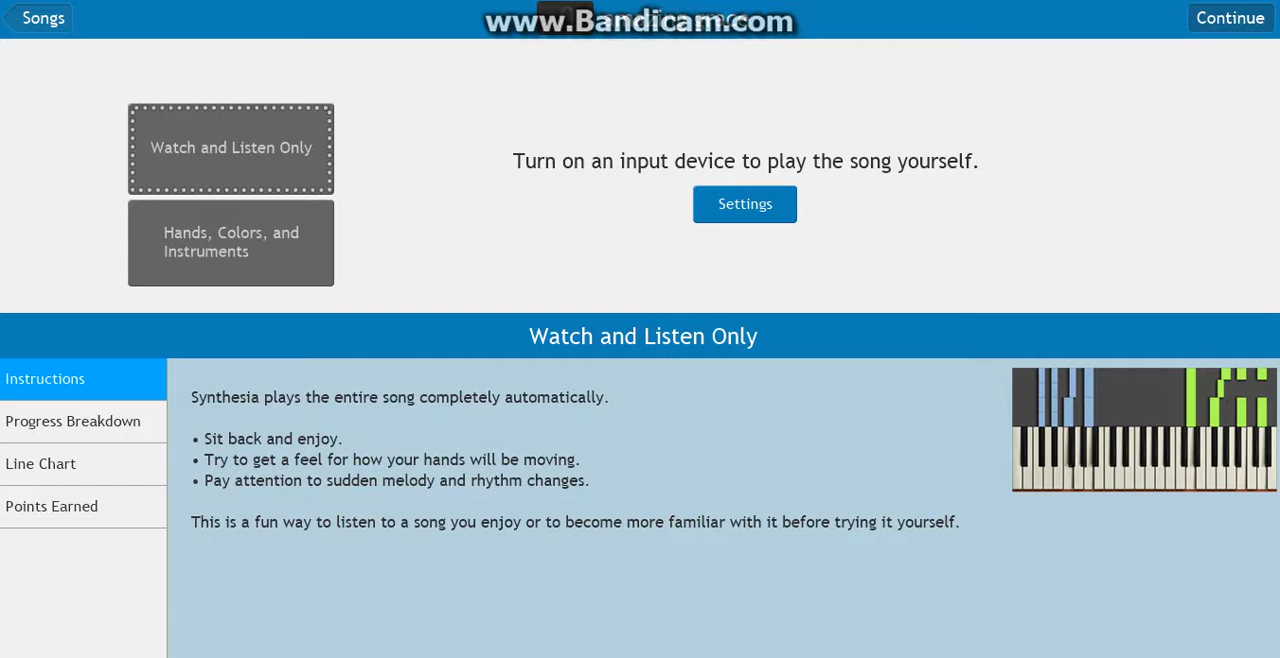 Songs
www.Bandicam.com
Continue
Watch and Listen Only
Hands, Colors, and
Instruments
Turn on an input device to play the song yourself.
Settings
Watch and Listen Only
Instructions
Progress Breakdown
Line Chart
Points Earned
Synthesia plays the entire song completely automatically.
• Sit back and enjoy.
• Try to get a feel for how your hands will be moving.
• Pay attention to sudden melody and rhythm changes.
This is a fun way to listen to a song you enjoy or to become more familiar with it before trying it yourself.